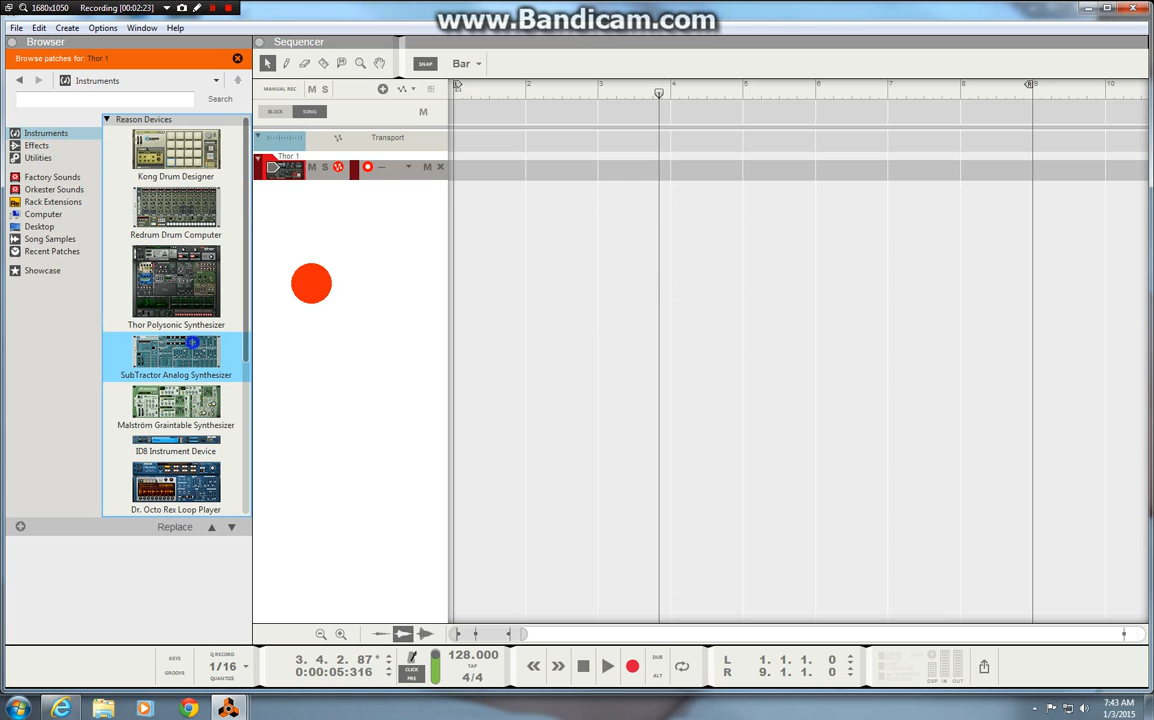 1680x1050 Recording [00:02:23]
www.Bandicam.com
File Edit Create Options Window Help
Browser
Sequencer
Browse patches for: Thor 1
Instruments
Search
SNAP Bar
MANUAL REC M S
BLOCK SONG M
2 3 4 5 6 7 8 9 10
L R
Reason Devices
Instruments
Effects
Utilities
Factory Sounds
Orkester Sounds
Rack Extensions
Computer
Desktop
Song Samples
Recent Patches
Showcase
Kong Drum Designer
Redrum Drum Computer
Thor Polysonic Synthesizer
SubTractor Analog Synthesizer
Malström Graintable Synthesizer
ID8 Instrument Device
Dr. Octo Rex Loop Player
Replace
Transport
Thor 1
M S M
KEYS
GROOVE
Q RECORD
1/16
QUANTIZE
3. 4. 2. 87*
0:00:05:316
CLICK
PRE
128.000
TAP
4/4
DUB
ALT
L 1. 1. 1. 0
R 9. 1. 1. 0
DSP IN OUT
7:43 AM
1/3/2015